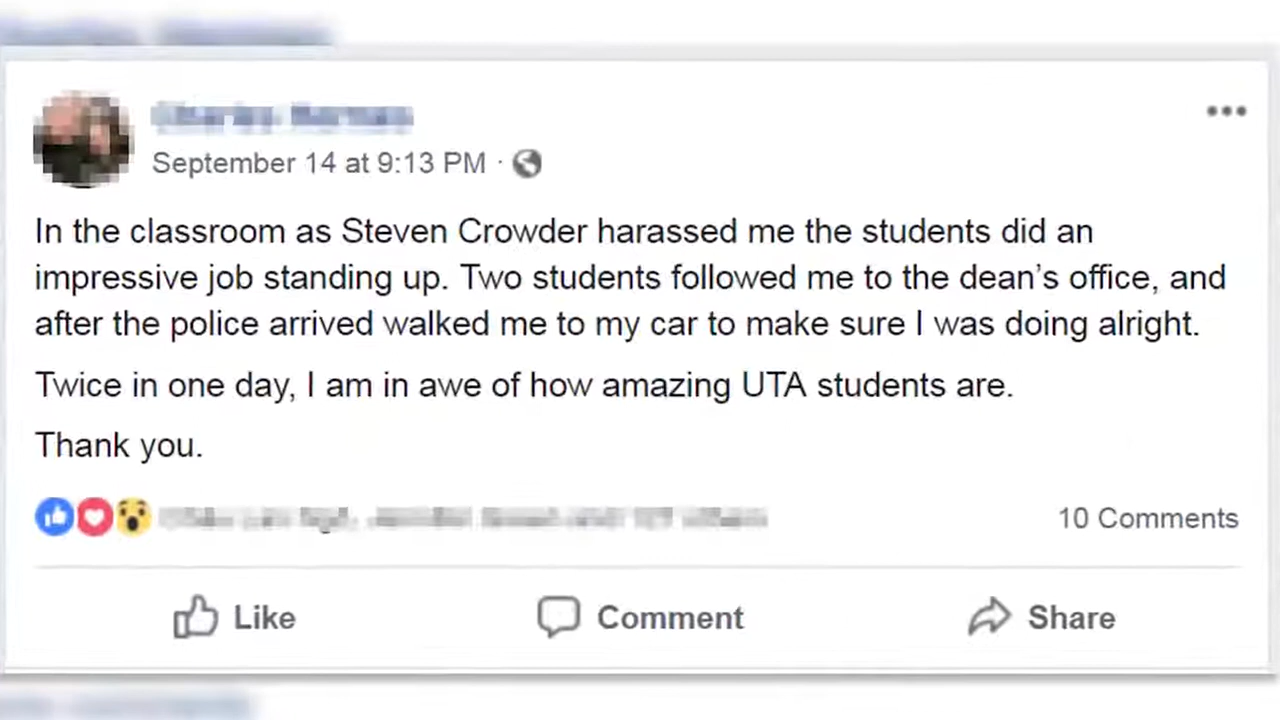 September 14 at 9:13 PM ·
In the classroom as Steven Crowder harassed me the students did an
impressive job standing up. Two students followed me to the dean’s office, and
after the police arrived walked me to my car to make sure I was doing alright.
Twice in one day, I am in awe of how amazing UTA students are.
Thank you.
10 Comments
Like Comment Share